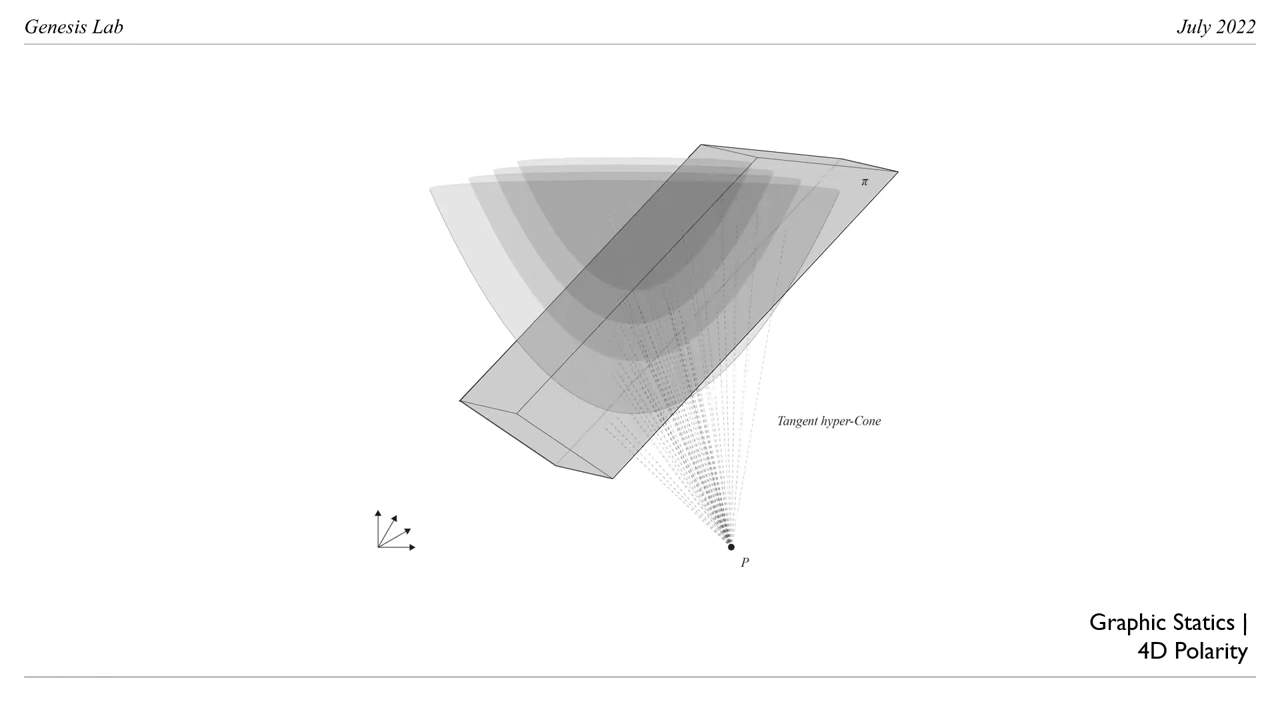 Genesis Lab
July 2022
π
Tangent hyper-Cone
P
Graphic Statics |
4D Polarity